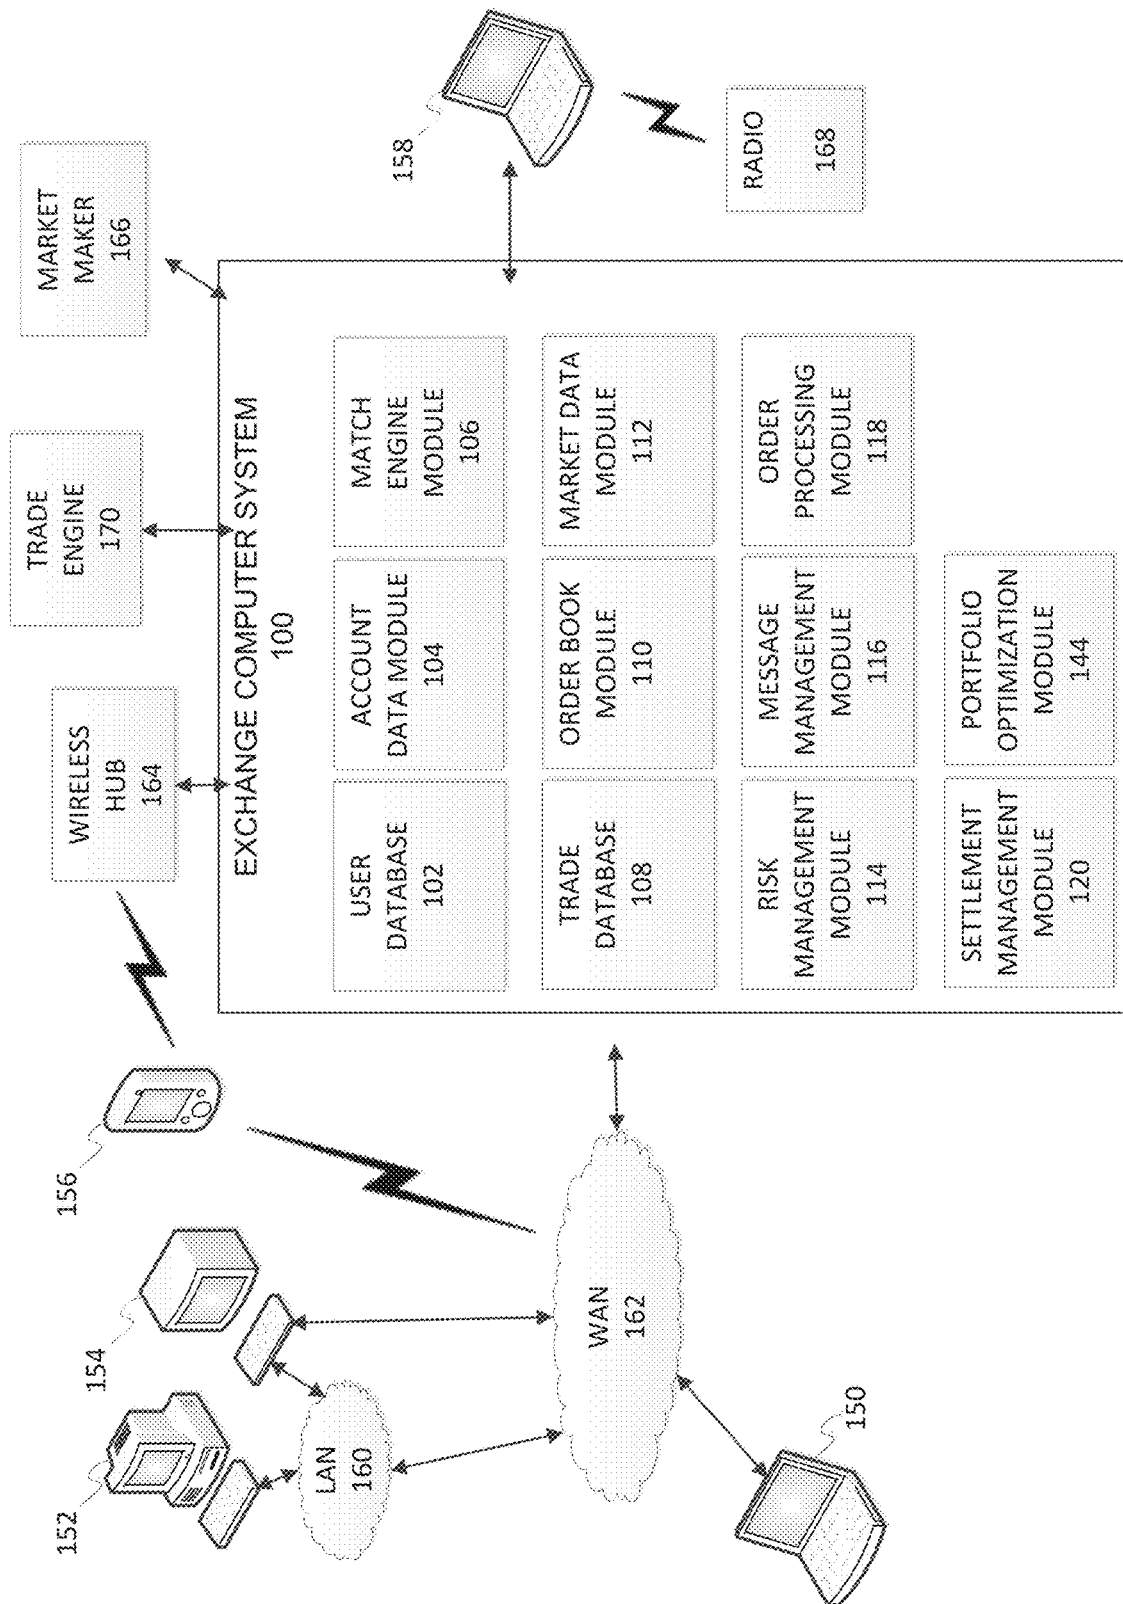 152
154
156
LAN
160
WAN
162
150
WIRELESS
HUB
164
TRADE
ENGINE
170
MARKET
MAKER
166
EXCHANGE COMPUTER SYSTEM
100
USER
DATABASE
102
ACCOUNT
DATA MODULE
104
MATCH
ENGINE
MODULE
106
TRADE
DATABASE
108
ORDER BOOK
MODULE
110
MARKET DATA
MODULE
112
RISK
MANAGEMENT
MODULE
114
MESSAGE
MANAGEMENT
MODULE
116
ORDER
PROCESSING
MODULE
118
SETTLEMENT
MANAGEMENT
MODULE
120
PORTFOLIO
OPTIMIZATION
MODULE
144
158
RADIO
168